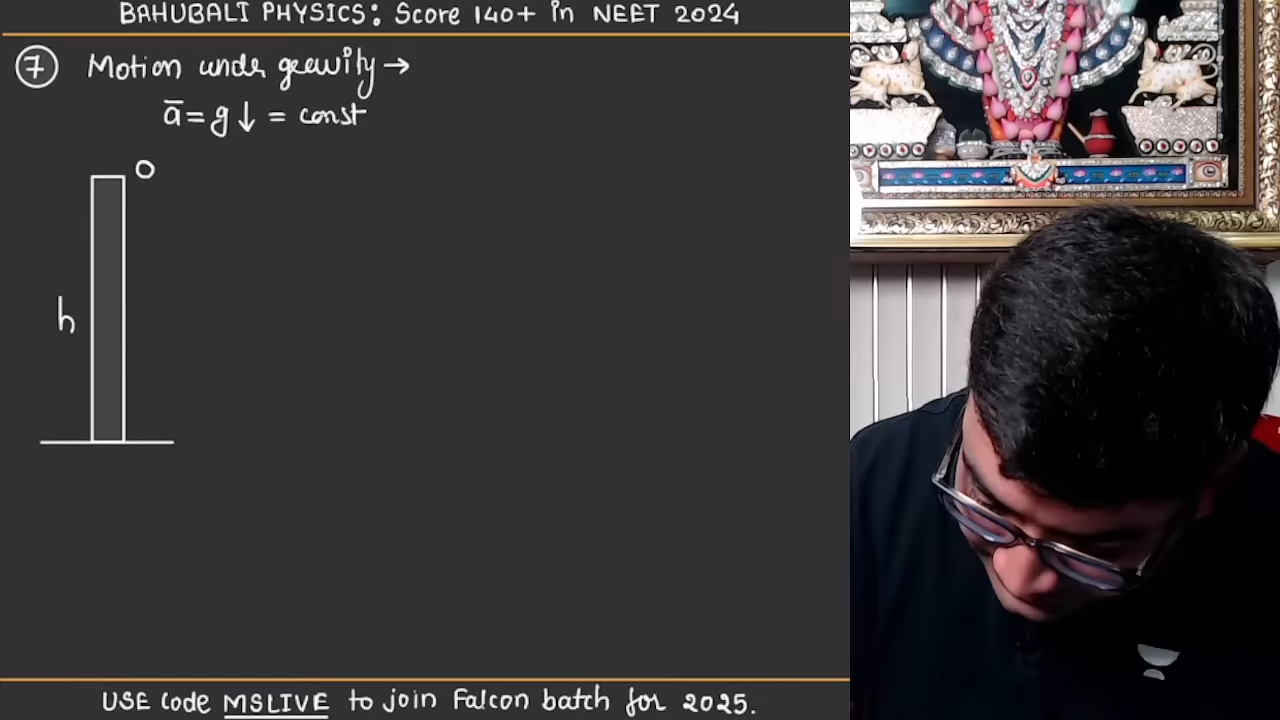 BAHUBALI PHYSICS: Score 140+ in NEET 2024
7 Motion under gravity →
a̅ = g ↓ = const
O
h
USE Code MSLIVE to join Falcon batch for 2025.